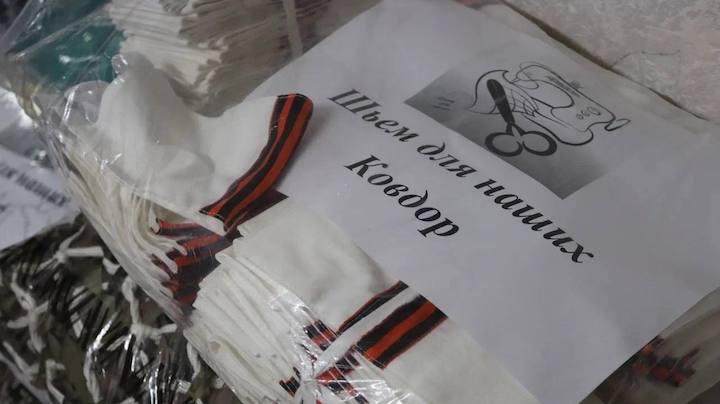 Шьем для наших
Ковдор